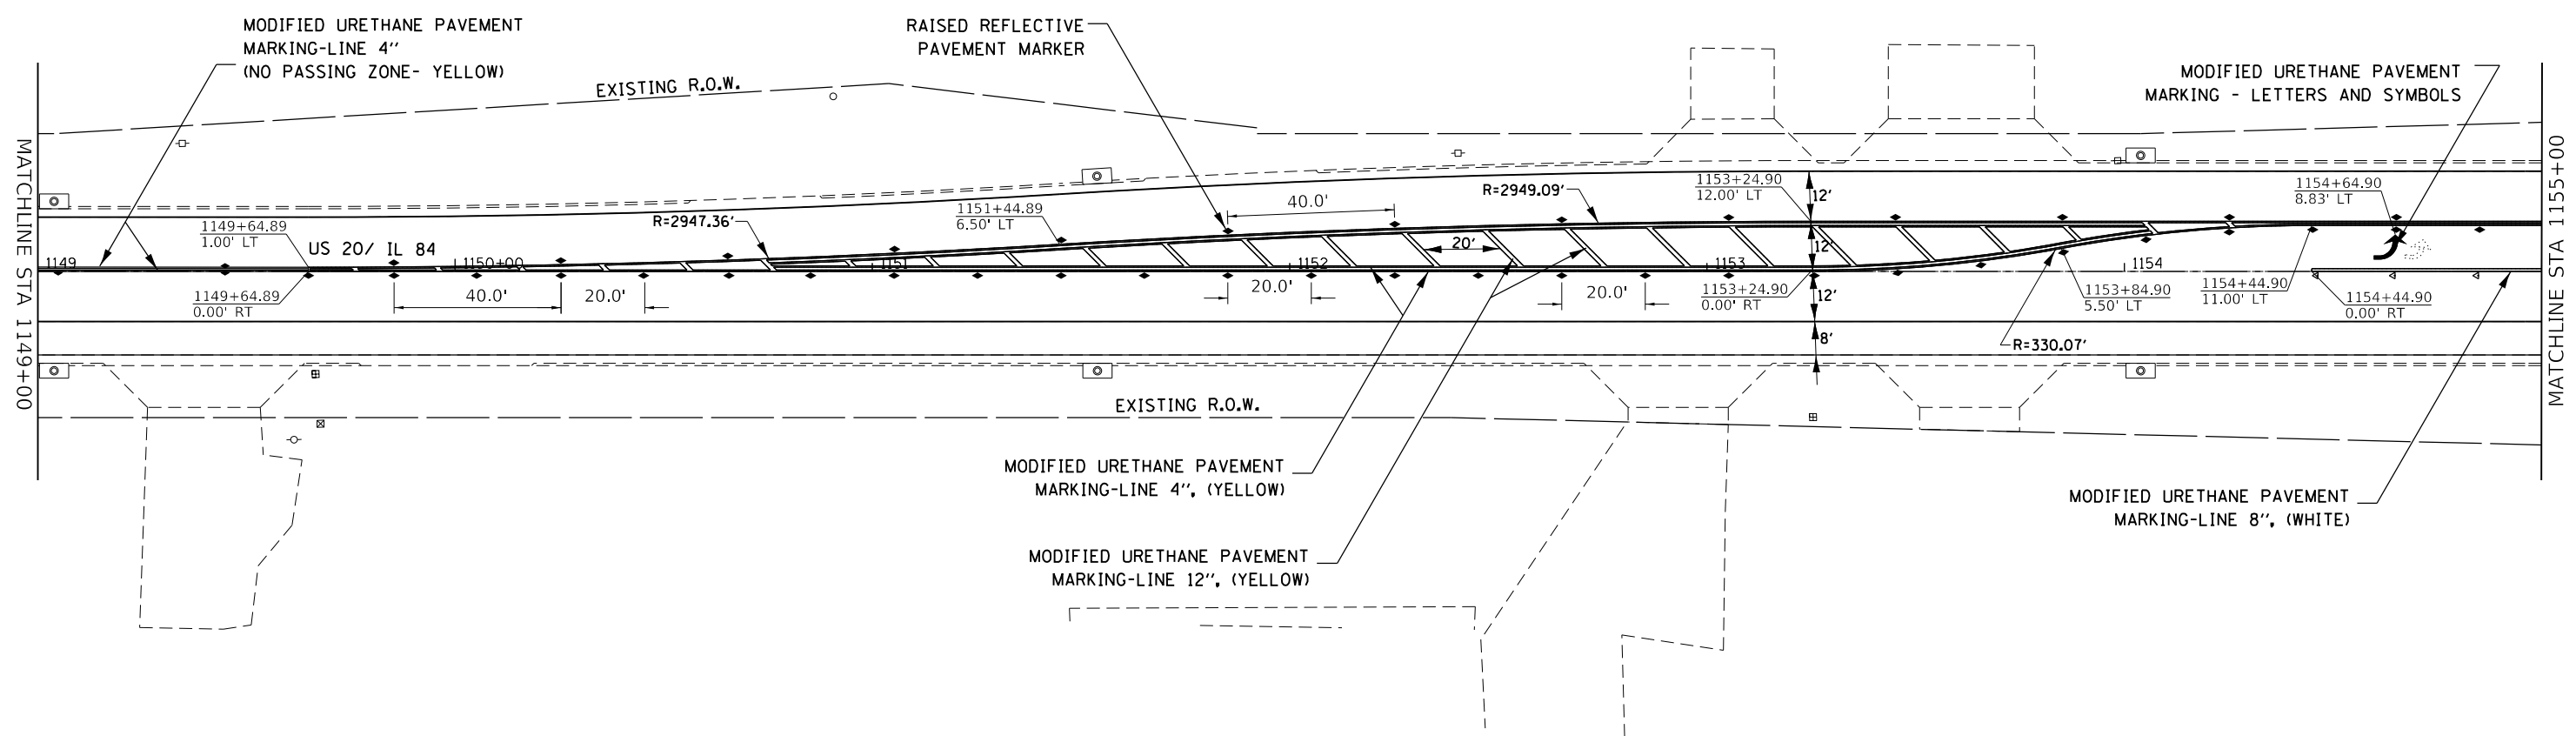 MODIFIED URETHANE PAVEMENT
MARKING-LINE 4''
(NO PASSING ZONE- YELLOW)
RAISED REFLECTIVE
PAVEMENT MARKER
MODIFIED URETHANE PAVEMENT
MARKING - LETTERS AND SYMBOLS
EXISTING R.O.W.
MATCHLINE STA 1149+00
MATCHLINE STA 1155+00
1149+64.89
1.00' LT
US 20/ IL 84
R=2947.36'
1151+44.89
6.50' LT
40.0'
R=2949.09'
1153+24.90
12.00' LT
12'
1154+64.90
8.83' LT
1149
1150+00
1151
1152
20'
1153
12'
1154
1149+64.89
0.00' RT
40.0'
20.0'
20.0'
20.0'
1153+24.90
0.00' RT
12'
1153+84.90
5.50' LT
1154+44.90
11.00' LT
1154+44.90
0.00' RT
8'
R=330.07'
EXISTING R.O.W.
MODIFIED URETHANE PAVEMENT
MARKING-LINE 4'', (YELLOW)
MODIFIED URETHANE PAVEMENT
MARKING-LINE 8'', (WHITE)
MODIFIED URETHANE PAVEMENT
MARKING-LINE 12'', (YELLOW)